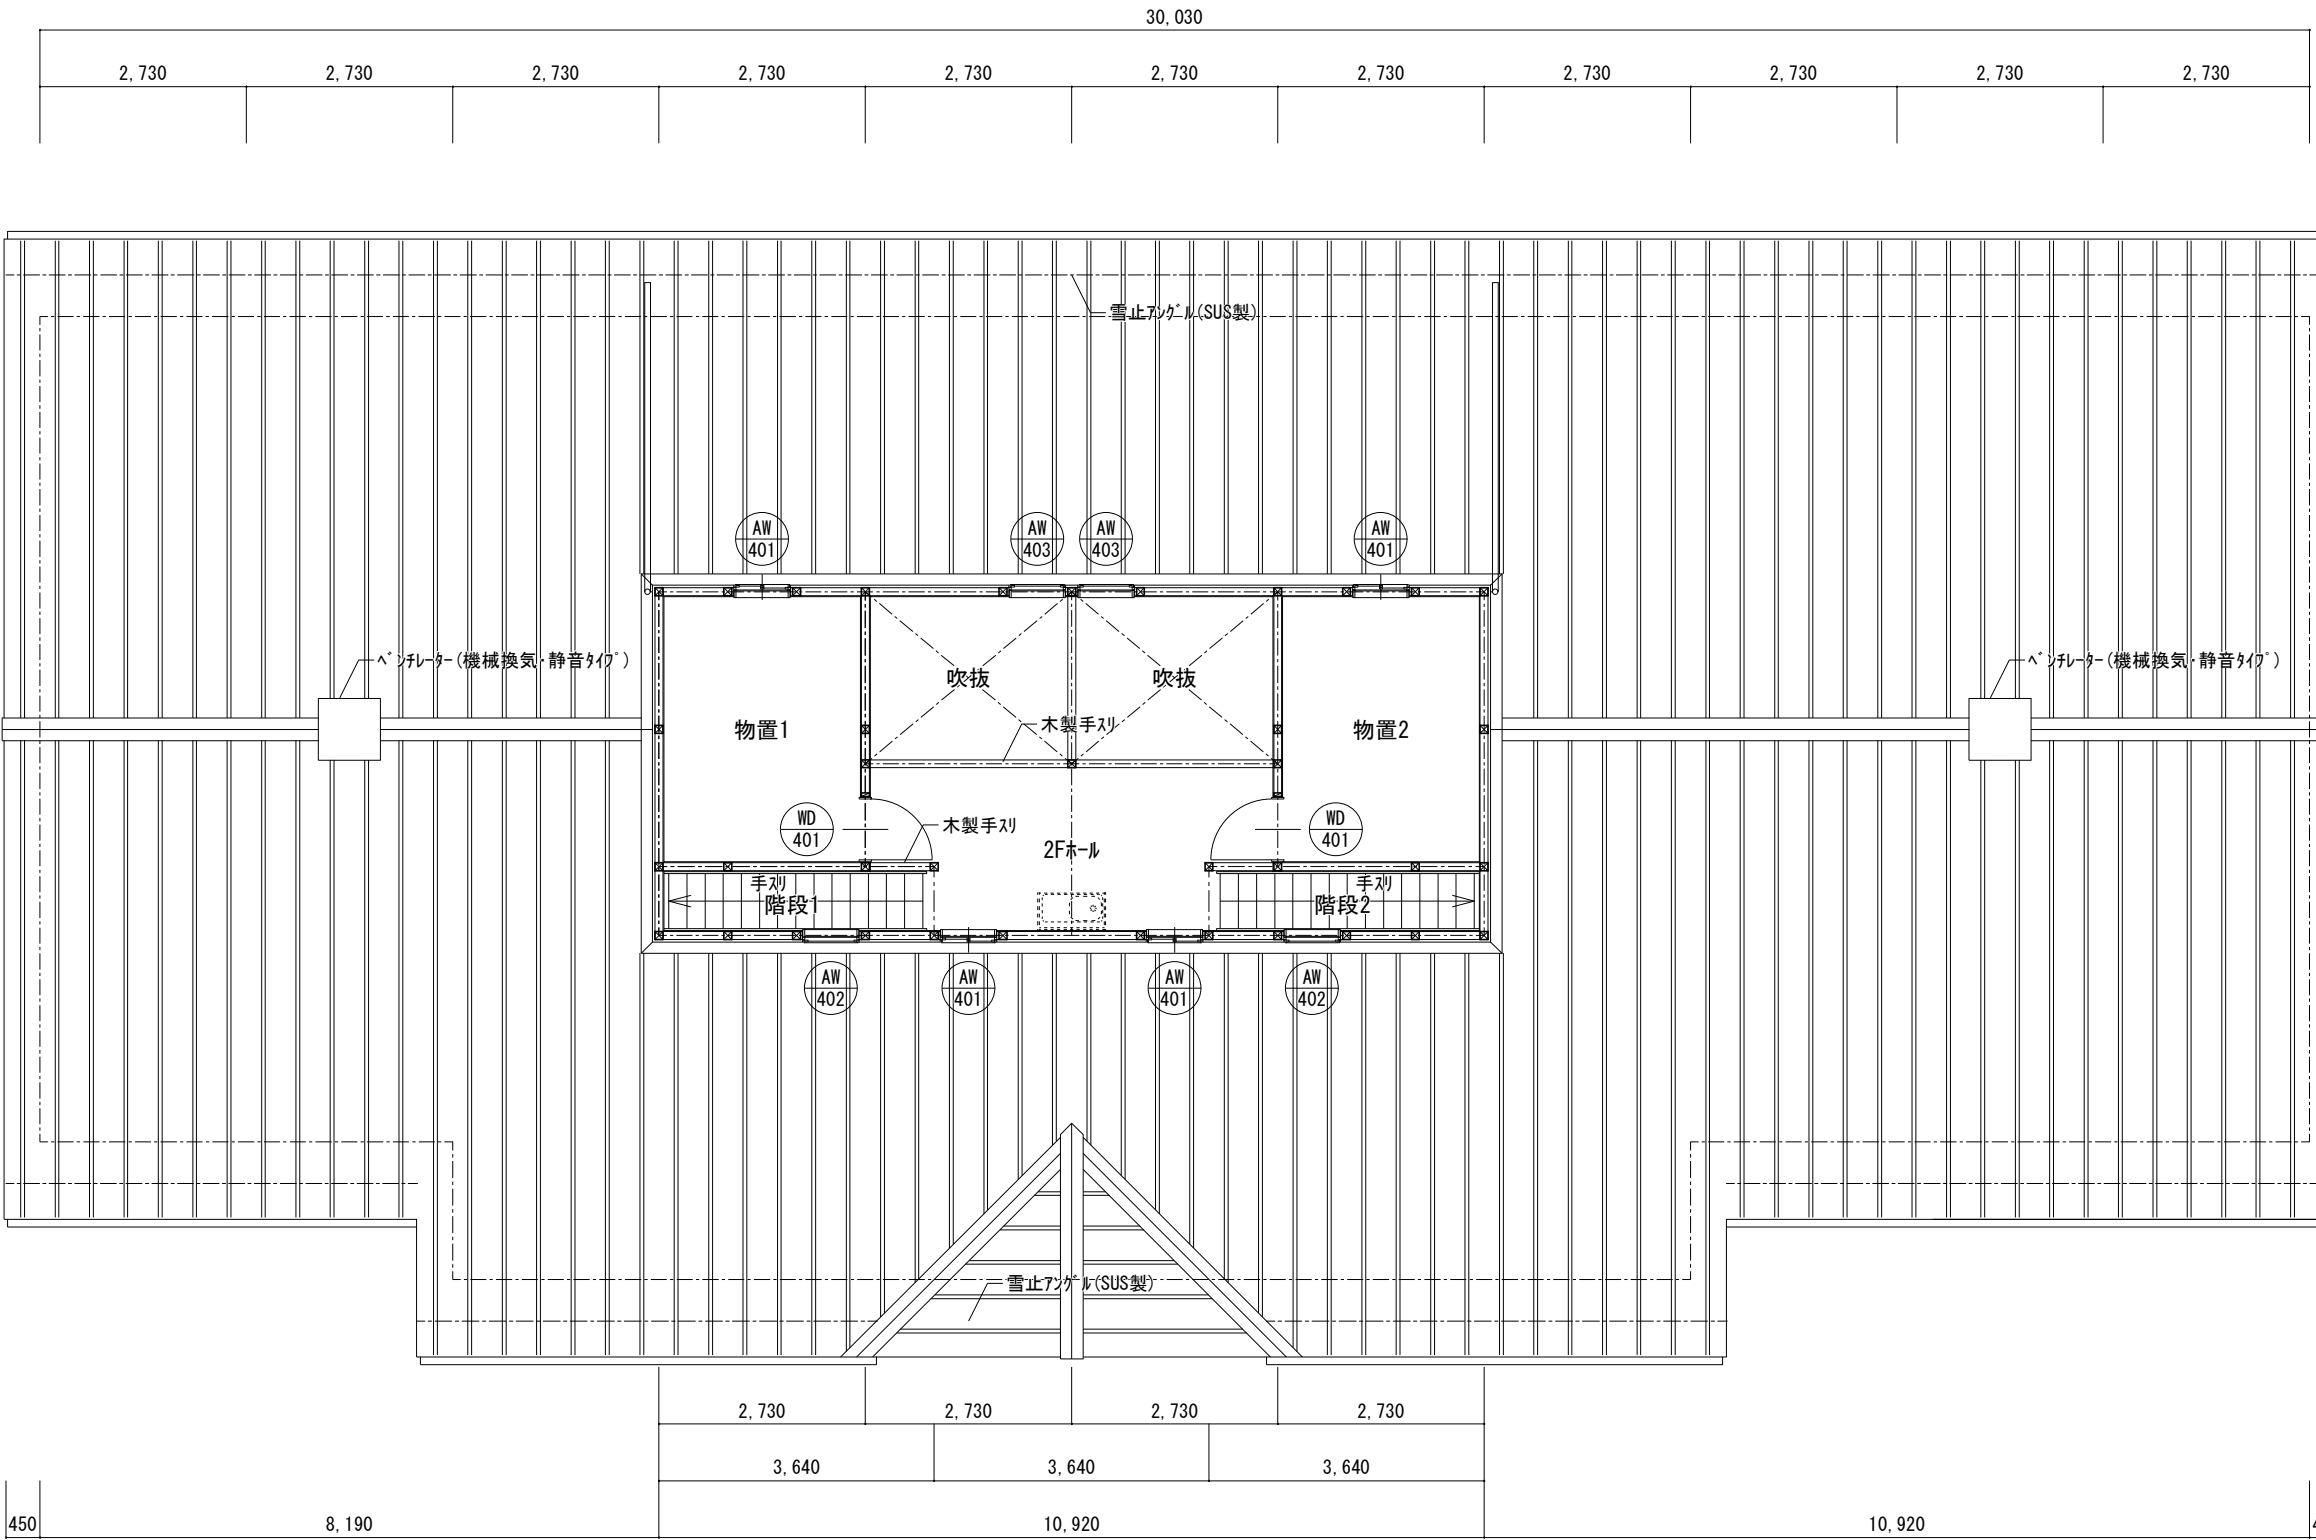 30,030
2,730 2,730 2,730 2,730 2,730 2,730 2,730 2,730 2,730 2,730 2,730
雪止アングル(SUS製)
AW 401
AW 403
AW 403
AW 401
ベンチレーター(機械換気・静音タイプ)
ベンチレーター(機械換気・静音タイプ)
吹抜
吹抜
物置1
木製手スリ
物置2
WD 401
木製手スリ
WD 401
2Fホール
手スリ
手スリ
階段1
階段2
AW 402
AW 401
AW 401
AW 402
雪止アングル(SUS製)
2,730 2,730 2,730 2,730
3,640 3,640 3,640
450 8,190 10,920 10,920